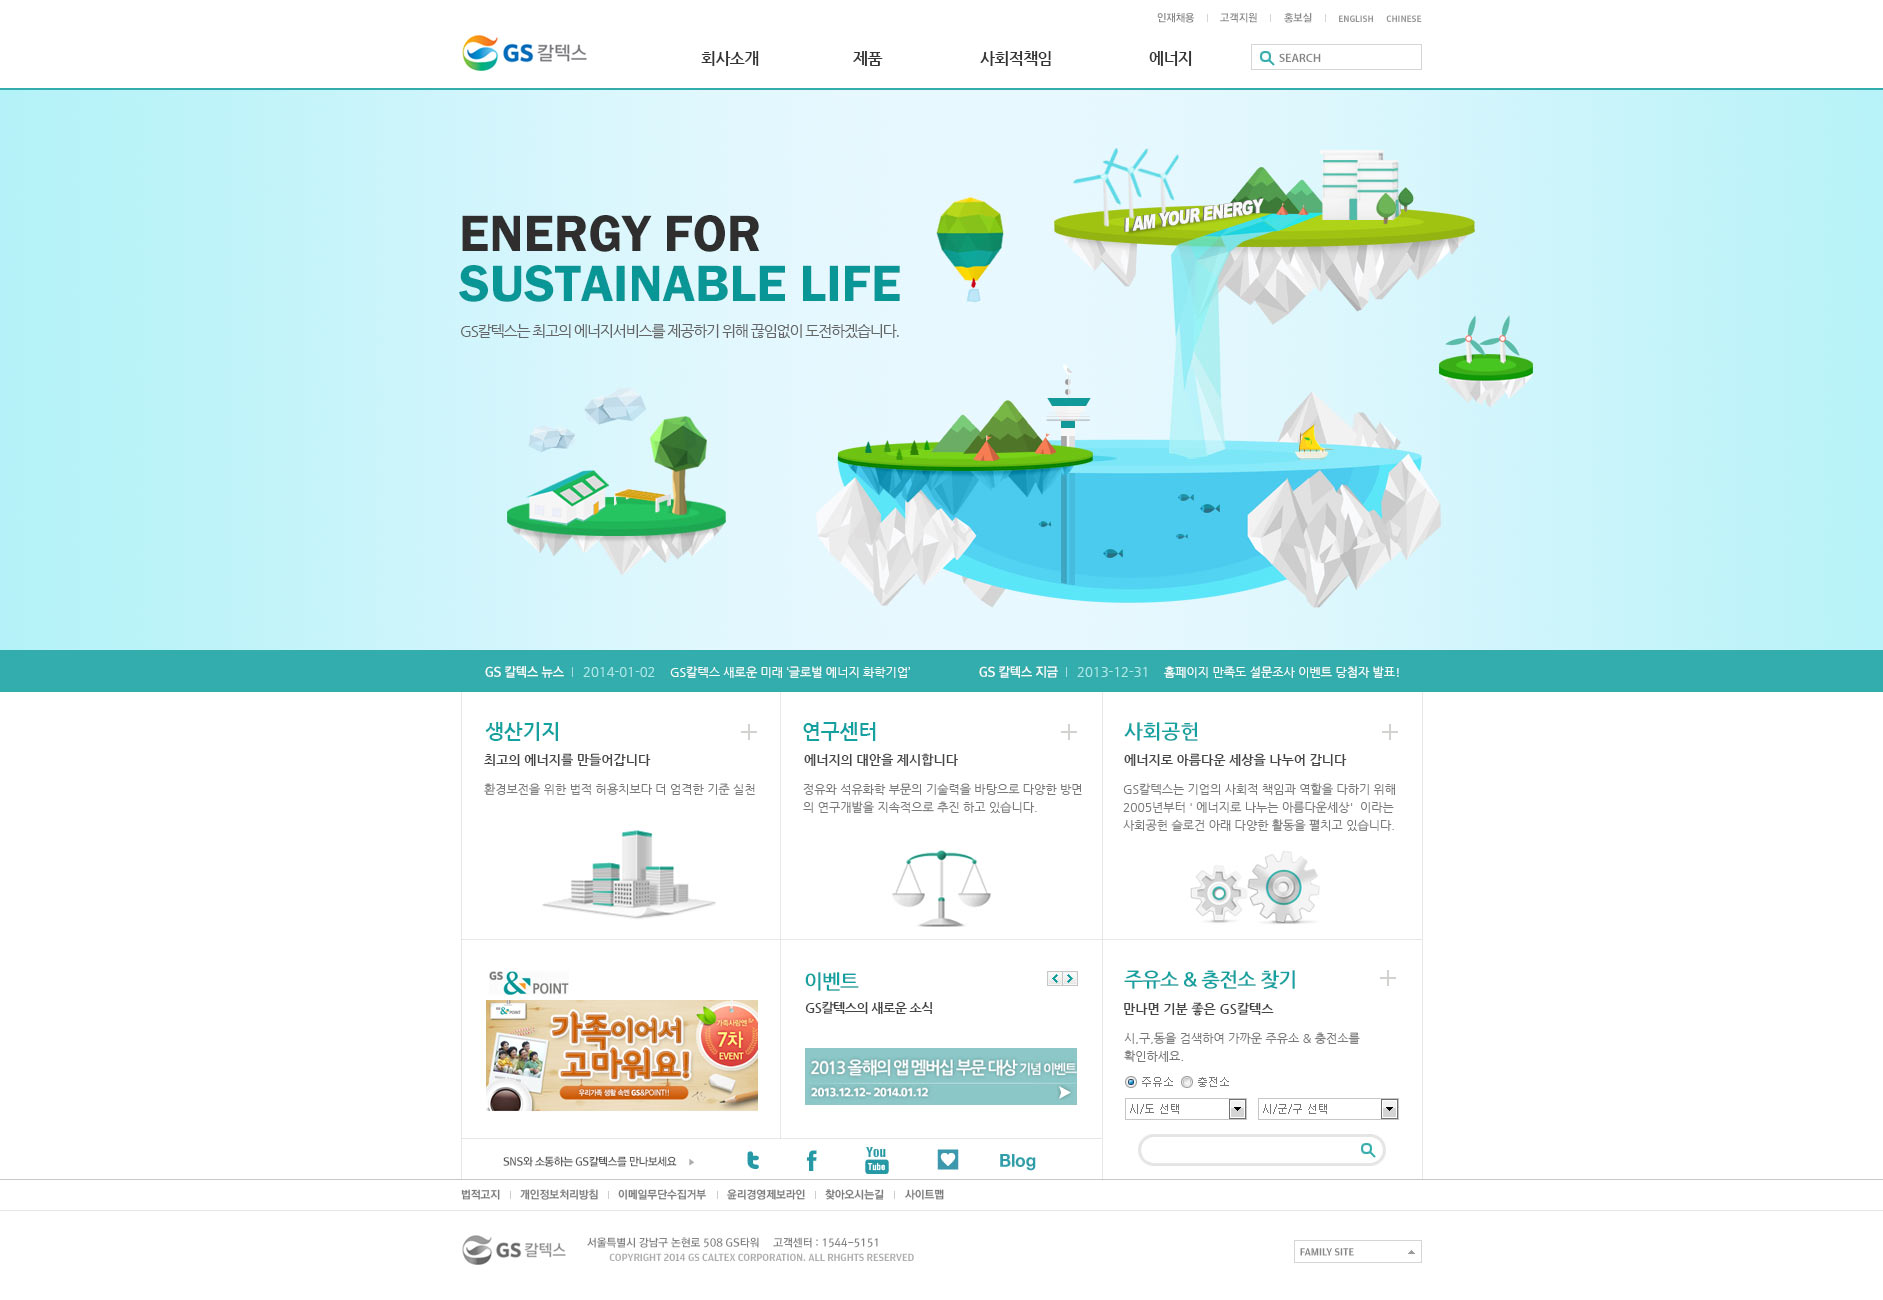 인재채용 고객지원 홍보실 ENGLISH CHINESE
GS 칼텍스 회사소개 제품 사회적책임 에너지 SEARCH
I AM YOUR ENERGY
ENERGY FOR
SUSTAINABLE LIFE
GS칼텍스는 최고의 에너지서비스를 제공하기 위해 끊임없이 도전하겠습니다.
GS 칼텍스 뉴스 2014-01-02 GS칼텍스 새로운 미래 '글로벌 에너지 화학기업' GS 칼텍스 지금 2013-12-31 홈페이지 만족도 설문조사 이벤트 당첨자 발표!
생산기지
최고의 에너지를 만들어갑니다
환경보전을 위한 법적 허용치보다 더 엄격한 기준 실천
연구센터
에너지의 대안을 제시합니다
정유와 석유화학 부문의 기술력을 바탕으로 다양한 방면
의 연구개발을 지속적으로 추진 하고 있습니다.
사회공헌
에너지로 아름다운 세상을 나누어 갑니다
GS칼텍스는 기업의 사회적 책임과 역할을 다하기 위해
2005년부터 ' 에너지로 나누는 아름다운세상' 이라는
사회공헌 슬로건 아래 다양한 활동을 펼치고 있습니다.
GS & POINT
GS & POINT
가족이어서
고마워요!
가족사랑엔
7차
EVENT
우리가족 생활 속엔 GS&POINT!!
이벤트
GS칼텍스의 새로운 소식
2013 올해의 앱 멤버십 부문 대상 기념 이벤트
2013.12.12~ 2014.01.12
주유소 & 충전소 찾기
만나면 기분 좋은 GS칼텍스
시,구,동을 검색하여 가까운 주유소 & 충전소를
확인하세요.
주유소 충전소
시/도 선택 시/군/구 선택
SNS와 소통하는 GS칼텍스를 만나보세요 You Tube Blog
법적고지 개인정보처리방침 이메일무단수집거부 윤리경영제보라인 찾아오시는길 사이트맵
GS 칼텍스 서울특별시 강남구 논현로 508 GS타워 고객센터 : 1544-5151
COPYRIGHT 2014 GS CALTEX CORPORATION. ALL RHGHTS RESERVED
FAMILY SITE